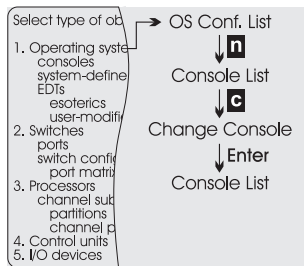 Select type of ob
1. Operating syste
consoles
system-define
EDTs
esoterics
user-modifi
2. Switches
ports
switch config
port matrix
3. Processors
channel sub
partitions
channel p
4. Control units
5. I/O devices
OS Conf. List
n
Console List
c
Change Console
Enter
Console List